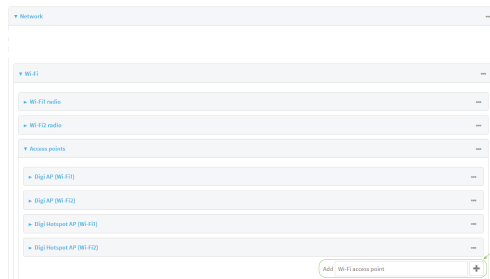 Network
Wi-Fi
Wi-Fi1 radio
Wi-Fi2 radio
Access points
Digi AP (Wi-Fi1)
Digi AP (Wi-Fi2)
Digi Hotspot AP (Wi-Fi1)
Digi Hotspot AP (Wi-Fi2)
Add Wi-Fi access point